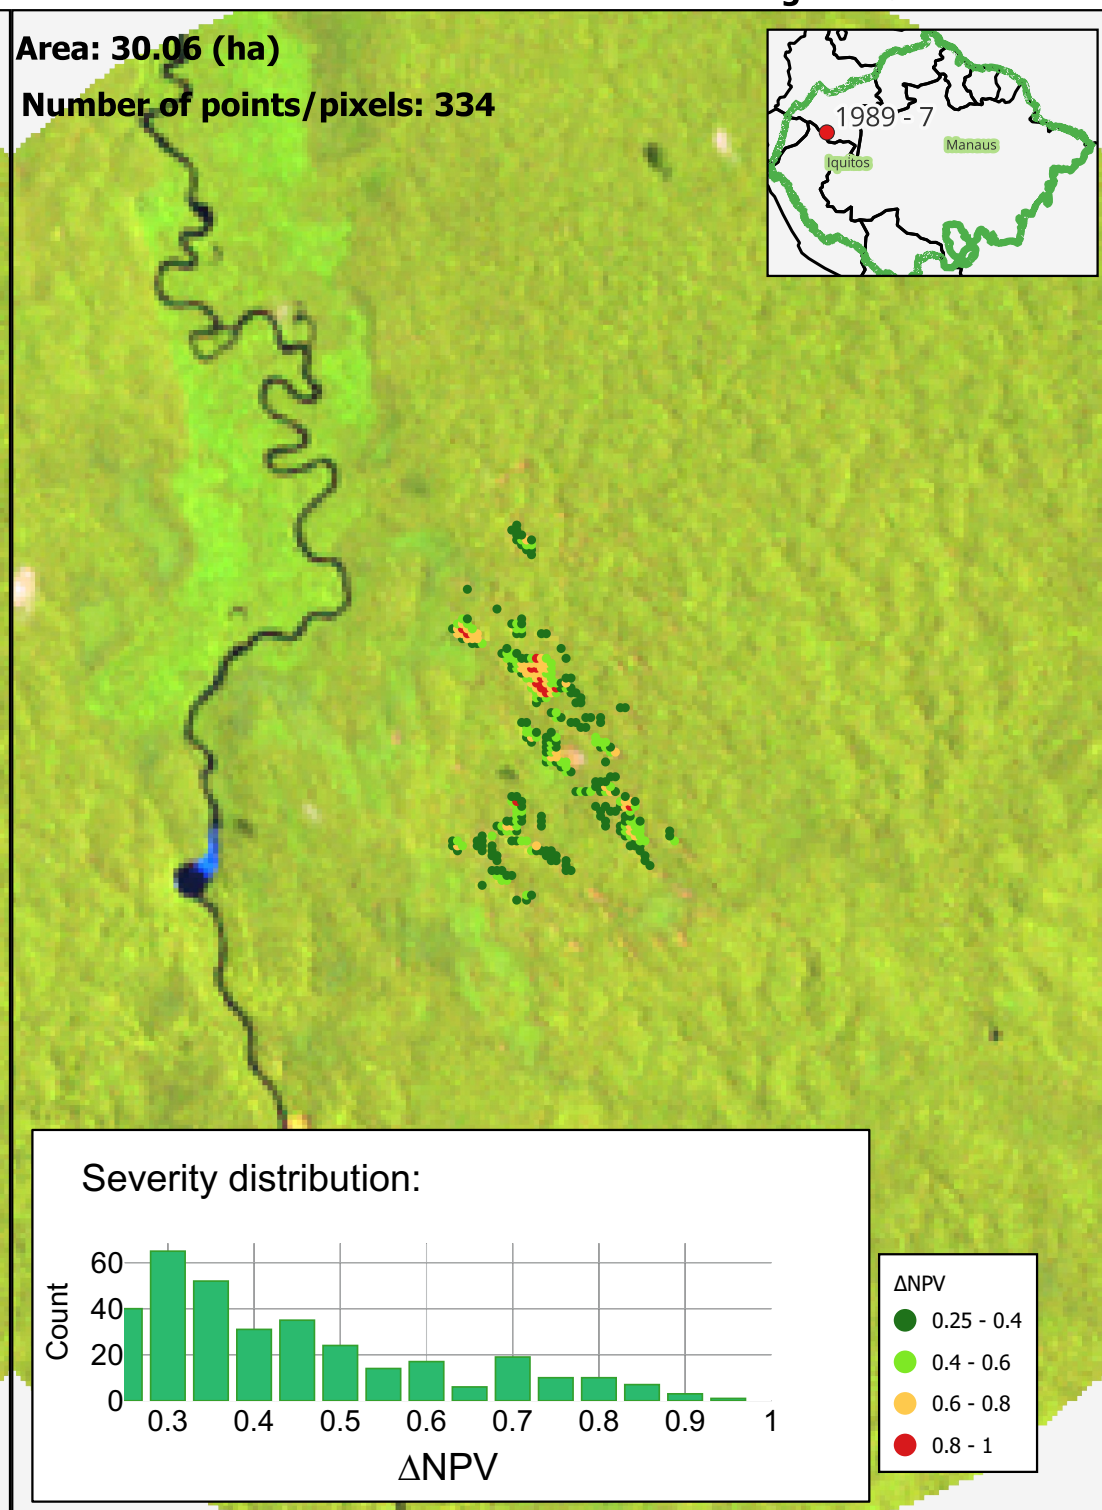 Area: 30.06 (ha)
Number of points/pixels: 334
1989 - 7
Manaus
Iquitos
Severity distribution:
Count
60
40
20
0
0.3 0.4 0.5 0.6 0.7 0.8 0.9 1
ΔNPV
ΔNPV
0.25 - 0.4
0.4 - 0.6
0.6 - 0.8
0.8 - 1